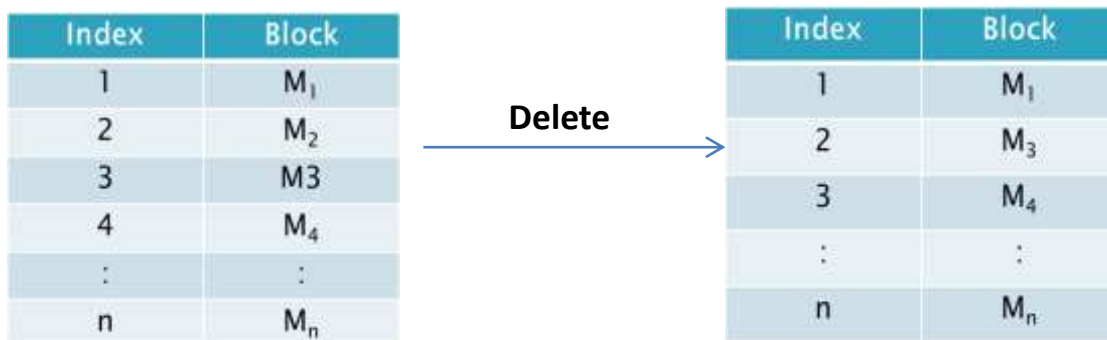 Index Block
1 M₁
2 M₂
3 M3
4 M₄
: :
n Mₙ
Delete
Index Block
1 M₁
2 M₃
3 M₄
: :
n Mₙ